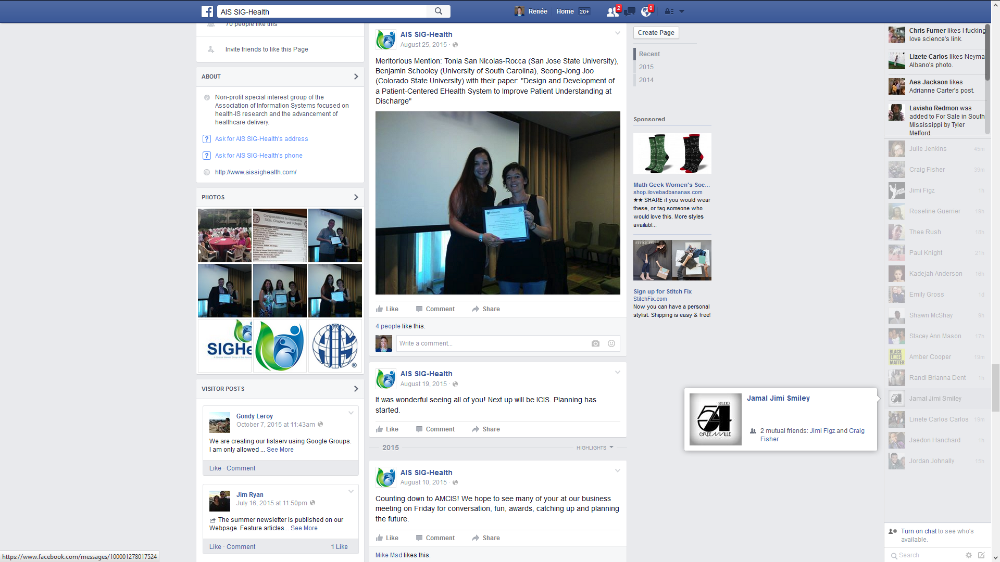 AIS SIG-Health
Renée
Home 20+
2
8
70 people like this
Invite friends to like this Page
ABOUT
Non-profit special interest group of the
Association of Information Systems focused on
health-IS research and the advancement of
healthcare delivery.
? Ask for AIS SIG-Health's address
? Ask for AIS SIG-Health's phone
http://www.aissighealth.com/
PHOTOS
Congratulations to Outstanding
SIGs, Chapters, and Colleges
SIGHe
AIS
®
VISITOR POSTS
Gondy Leroy
October 7, 2015 at 11:43am
We are creating our listserv using Google Groups.
I am only allowed ... See More
Like · Comment
Jim Ryan
July 16, 2015 at 11:50pm
The summer newsletter is published on our
Webpage. Feature articles... See More
Like · Comment
1 Like
https://www.facebook.com/messages/100001278017524
AIS SIG-Health
August 25, 2015 ·
Meritorious Mention: Tonia San Nicolas-Rocca (San Jose State University),
Benjamin Schooley (University of South Carolina), Seong-Jong Joo
(Colorado State University) with their paper: "Design and Development of
a Patient-Centered EHealth System to Improve Patient Understanding at
Discharge"
Like Comment Share
4 people like this.
Write a comment...
AIS SIG-Health
August 19, 2015 ·
It was wonderful seeing all of you! Next up will be ICIS. Planning has
started.
Like Comment Share
2015
HIGHLIGHTS
AIS SIG-Health
August 10, 2015 ·
Counting down to AMCIS! We hope to see many of your at our business
meeting on Friday for conversation, fun, awards, catching up and planning
the future.
Like Comment Share
Mike Msd likes this.
Create Page
Recent
2015
2014
Sponsored
Math Geek Women's Soc...
shop.ilovebadbananas.com
★★ SHARE if you would wear
these, or tag someone who
would love this. More styles
availabl...
STITCH FIX
Sign up for Stitch Fix
StitchFix.com
Now you can have a personal
stylist. Shipping is easy & free!
STUDIO
54
GREENVILLE
Jamal Jimi Smiley
2 mutual friends: Jimi Figz and Craig
Fisher
Chris Furner likes I fucking
love science's link.
Lizete Carlos likes Neyma
Albano's photo.
Aes Jackson likes
Adrianne Carter's post.
Lavisha Redmon was
added to For Sale in South
Mississippi by Tyler
Mefford.
Julie Jenkins 45m
Craig Fisher 39m
Jimi Figz 1h
Roseline Guerrier 19h
Thee Rush 18h
Paul Knight 21h
Kadejah Anderson 16h
Emily Gross 1d
Shawn McShay 9h
Stacey Ann Mason 17h
BLACK
LIVES
MATTER
Amber Cooper 19m
Randl Brianna Dent 1h
Jamal Jimi Smiley
Linete Carlos Carlos 19m
Jaedon Hanchard 1h
Jordan Johnally 15h
Turn on chat to see who's
available.
Search